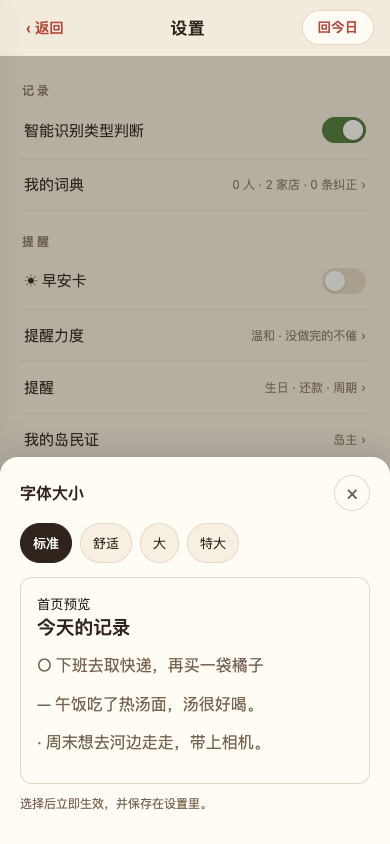 ‹ 返回
设置
回今日
记录
智能识别类型判断
我的词典
0 人 · 2 家店 · 0 条纠正 ›
提醒
☀ 早安卡
提醒力度
温和 · 没做完的不催 ›
提醒
生日 · 还款 · 周期 ›
我的岛民证
岛主 ›
字体大小
×
标准
舒适
大
特大
首页预览
今天的记录
○ 下班去取快递，再买一袋橘子
— 午饭吃了热汤面，汤很好喝。
· 周末想去河边走走，带上相机。
选择后立即生效，并保存在设置里。